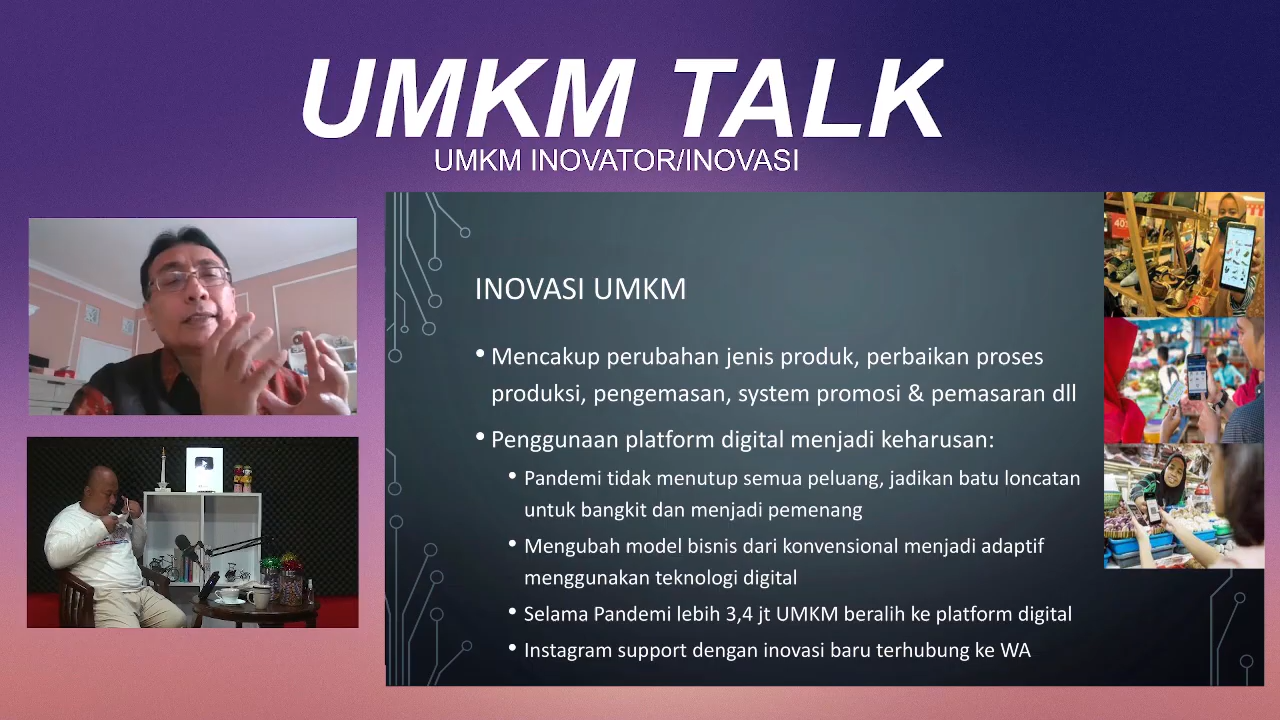 UMKM TALK
UMKM INOVATOR/INOVASI
INOVASI UMKM
• Mencakup perubahan jenis produk, perbaikan proses
produksi, pengemasan, system promosi & pemasaran dll
• Penggunaan platform digital menjadi keharusan:
• Pandemi tidak menutup semua peluang, jadikan batu loncatan
untuk bangkit dan menjadi pemenang
• Mengubah model bisnis dari konvensional menjadi adaptif
menggunakan teknologi digital
• Selama Pandemi lebih 3,4 jt UMKM beralih ke platform digital
• Instagram support dengan inovasi baru terhubung ke WA